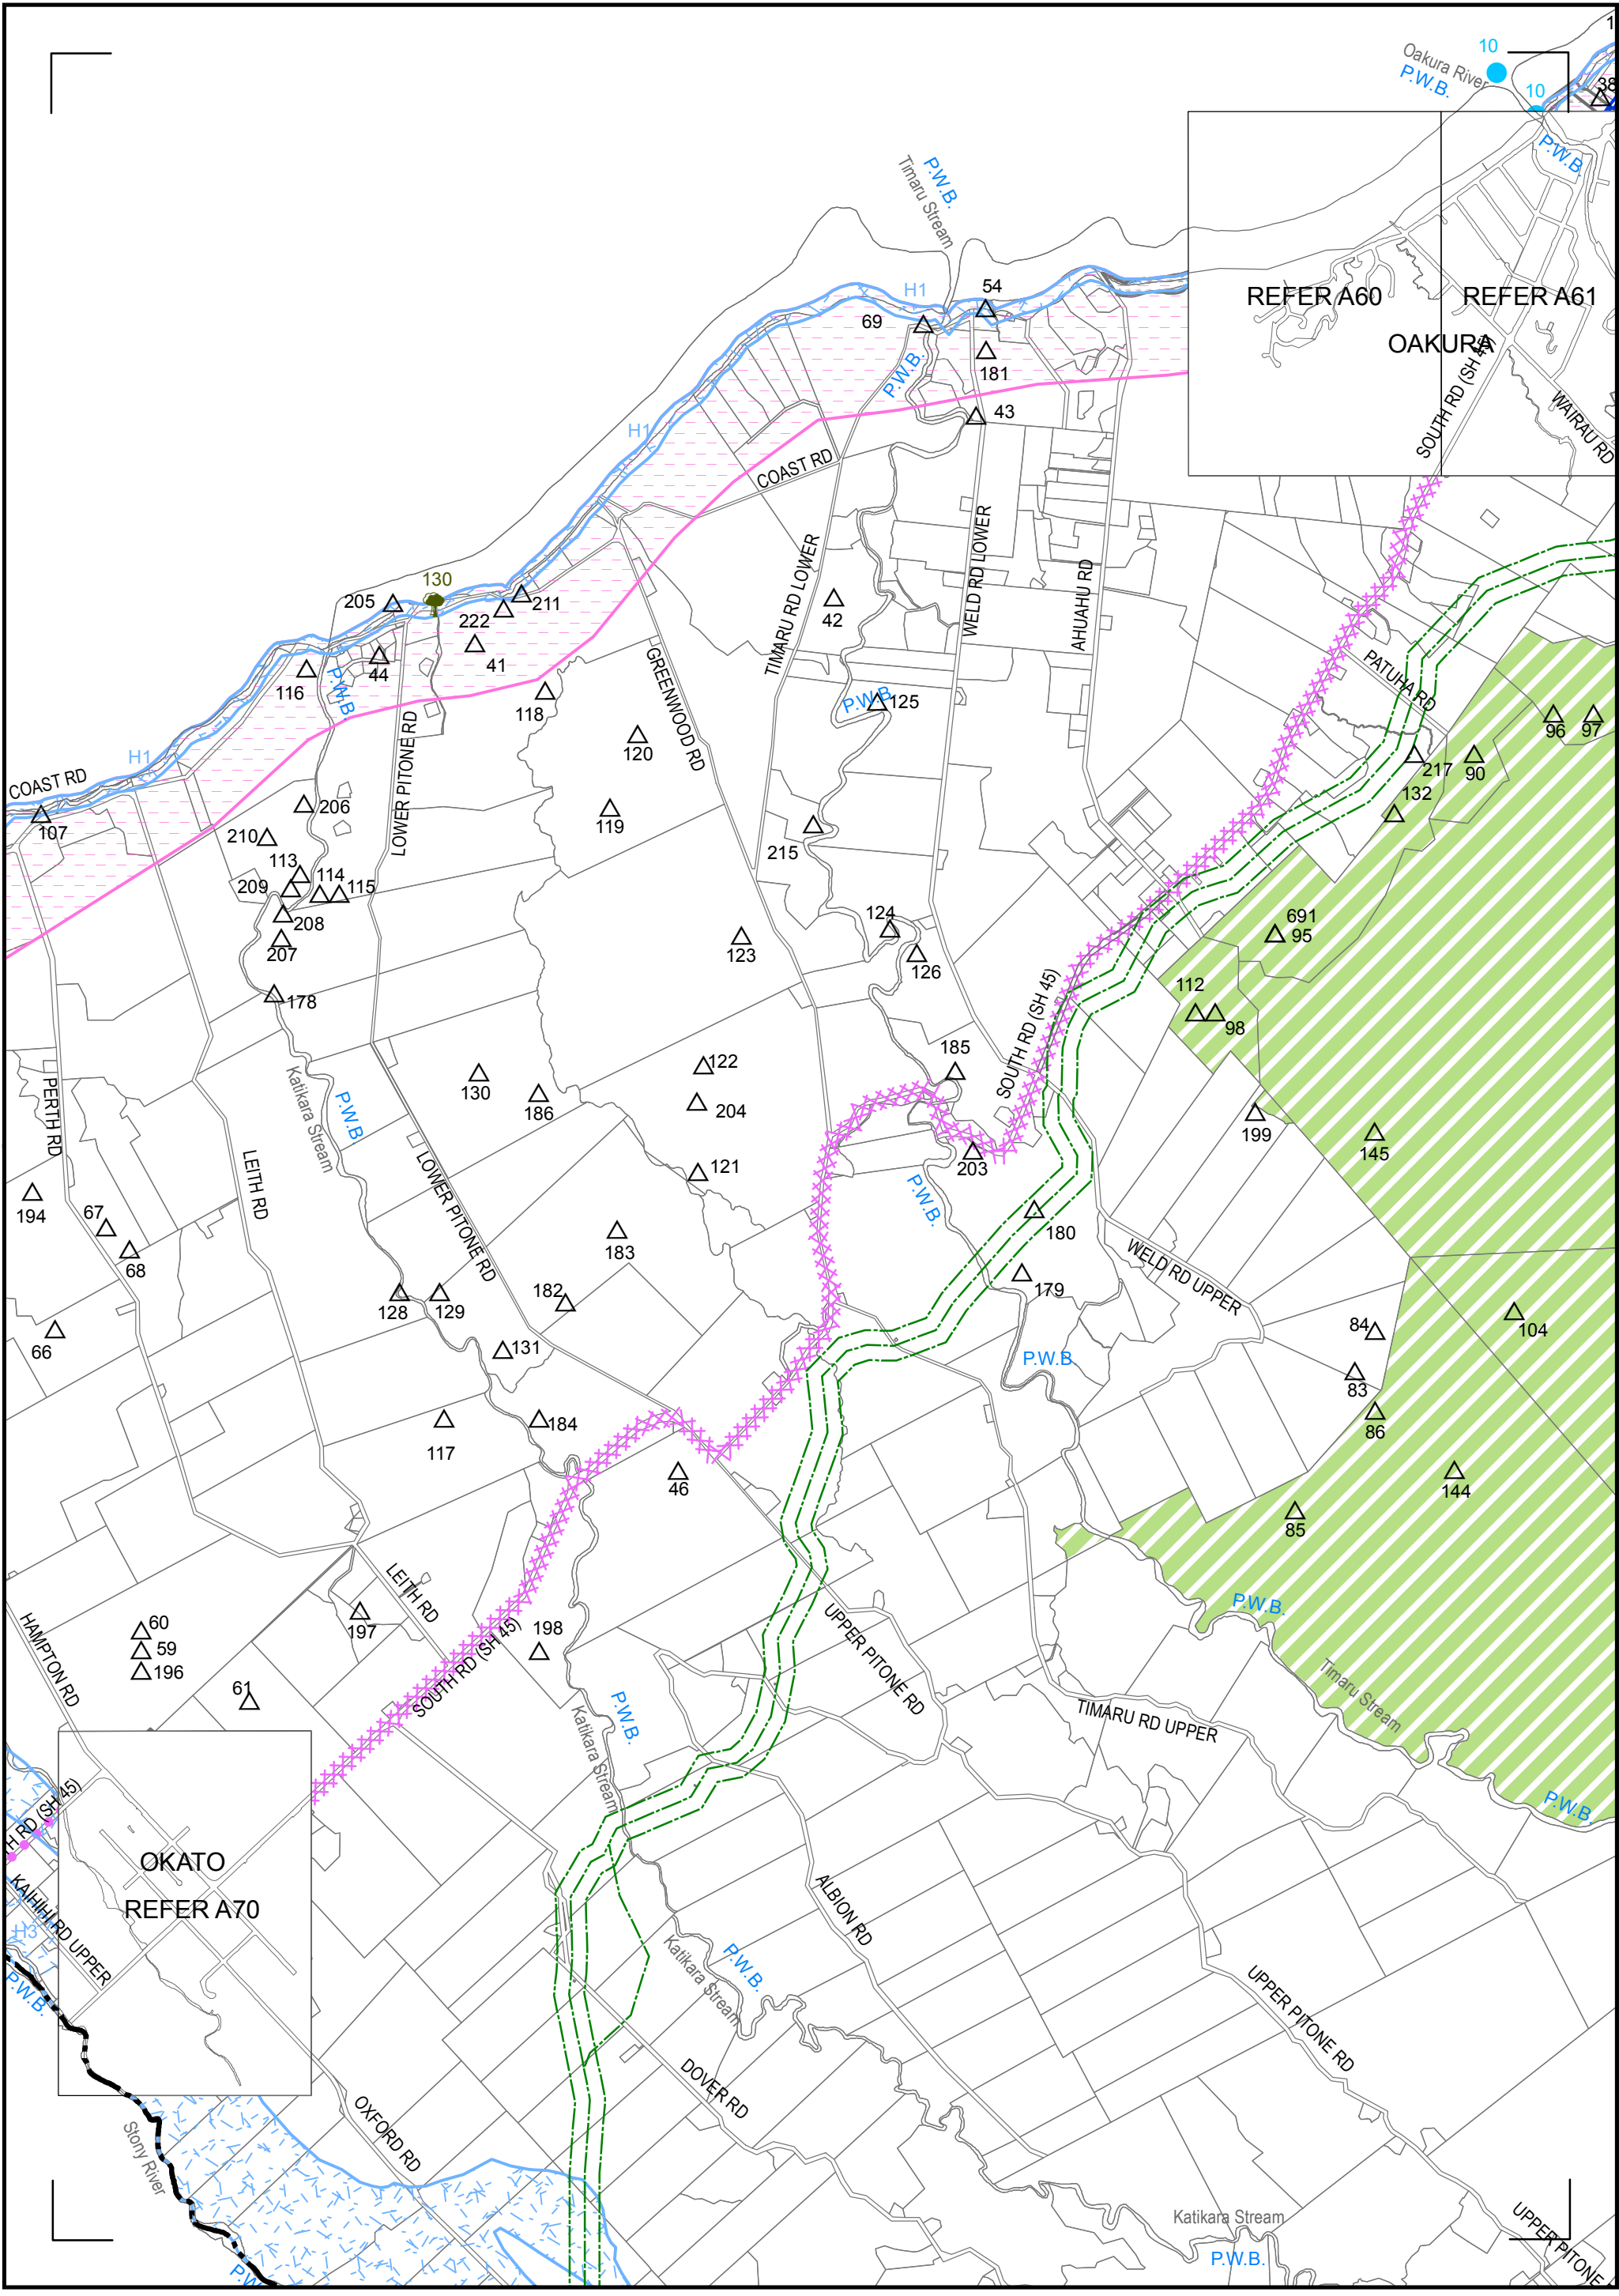 1
10
Oakura River
P.W.B.
10
38
P.W.B.
P.W.B.
Timaru Stream
H1
54
69
REFER A60
REFER A61
OAKURA
181
P.W.B.
SOUTH RD (SH 45)
43
WAIRAU RD
H1
COAST RD
130
205
211
222
42
TIMARU RD LOWER
WELD RD LOWER
AHUAHU RD
41
44
116
P.W.B.
GREENWOOD RD
PATUHA RD
118
P.W.B
125
96
97
120
LOWER PITONE RD
H1
217
90
COAST RD
132
107
206
119
210
215
113
114
115
209
208
124
691
95
207
123
126
178
112
98
SOUTH RD (SH 45)
185
122
130
186
204
PERTH RD
Katikara Stream
P.W.B.
199
145
LEITH RD
LOWER PITONE RD
203
121
P.W.B.
194
67
68
183
180
WELD RD UPPER
128
129
182
179
84
104
66
131
P.W.B
83
86
117
184
46
144
85
LEITH RD
P.W.B.
HAMPTON RD
60
59
196
197
198
UPPER PITONE RD
61
SOUTH RD (SH 45)
P.W.B.
Katikara Stream
Timaru Stream
TIMARU RD UPPER
P.W.B.
TH RD (SH 45)
OKATO
REFER A70
KAIHIHI RD UPPER
H3
P.W.B.
ALBION RD
Katikara Stream
P.W.B.
UPPER PITONE RD
DOVER RD
OXFORD RD
Stony River
Katikara Stream
P.W.B.
UPPER PITONE
P.W